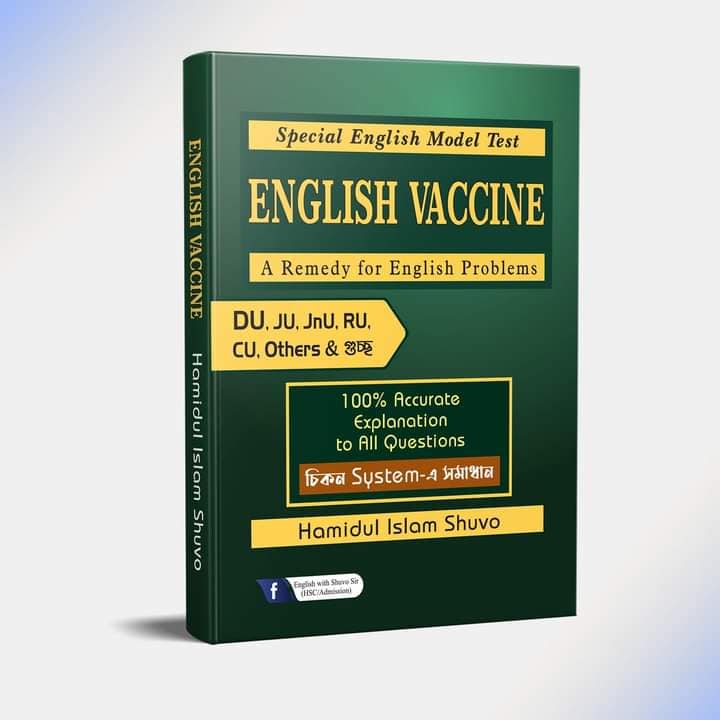 ENGLISH VACCINE
Hamidul Islam Shuvo
Special English Model Test
ENGLISH VACCINE
A Remedy for English Problems
DU, JU, JnU, RU,
CU, Others & গুচ্ছ
100% Accurate
Explanation
to All Questions
চিকন System-এ সমাধান
Hamidul Islam Shuvo
f
English with Shuvo Sir
(HSC/Admission)